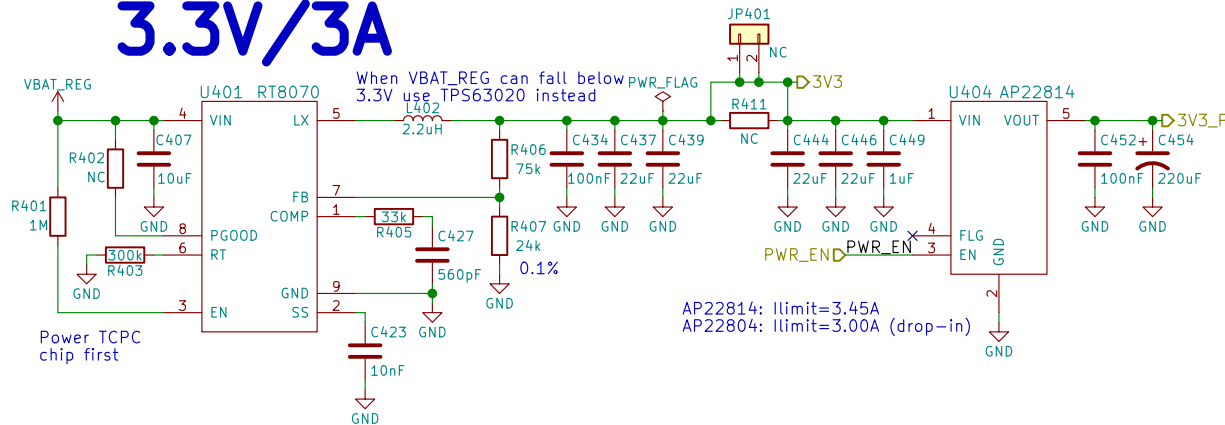 3.3V/3A
JP401
1
2
NC
3V3
VBAT_REG
When VBAT_REG can fall below
3.3V use TPS63020 instead
PWR_FLAG
U401 RT8070
4
VIN
LX
5
L402
2.2uH
R402
NC
C407
10uF
GND
R401
1M
8
PGOOD
6
RT
300k
R403
GND
3
EN
FB
7
COMP
1
33k
R405
GND
9
SS
2
R406
75k
R407
24k
0.1%
GND
C427
560pF
GND
C423
10nF
GND
Power TCPC
chip first
C434
100nF
GND
C437
22uF
GND
C439
22uF
GND
R411
NC
C444
22uF
GND
C446
22uF
GND
C449
1uF
GND
U404 AP22814
1
VIN
VOUT
5
4
FLG
3
EN
GND
2
GND
PWR_EN
PWR_EN
3V3_P
C452
100nF
GND
+
C454
220uF
GND
AP22814: Ilimit=3.45A
AP22804: Ilimit=3.00A (drop-in)